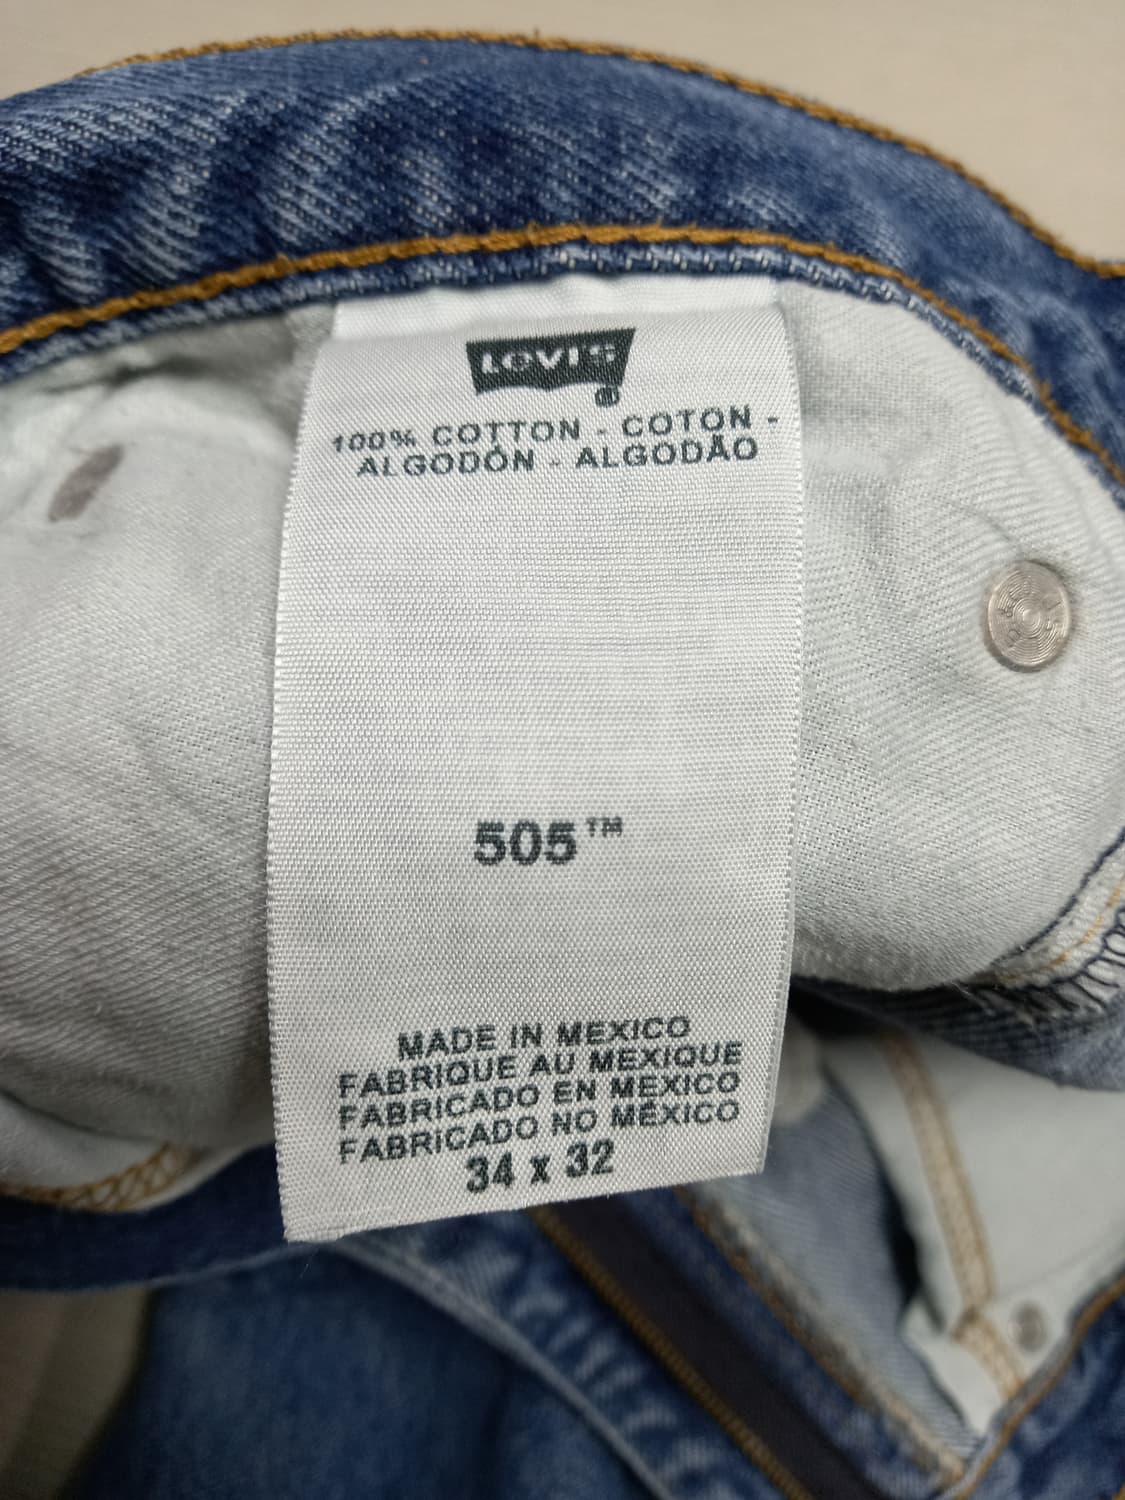 LEVI'S
®
100% COTTON - COTON -
ALGODÓN - ALGODÃO
505™
MADE IN MEXICO
FABRIQUE AU MEXIQUE
FABRICADO EN MEXICO
FABRICADO NO MÉXICO
34 x 32